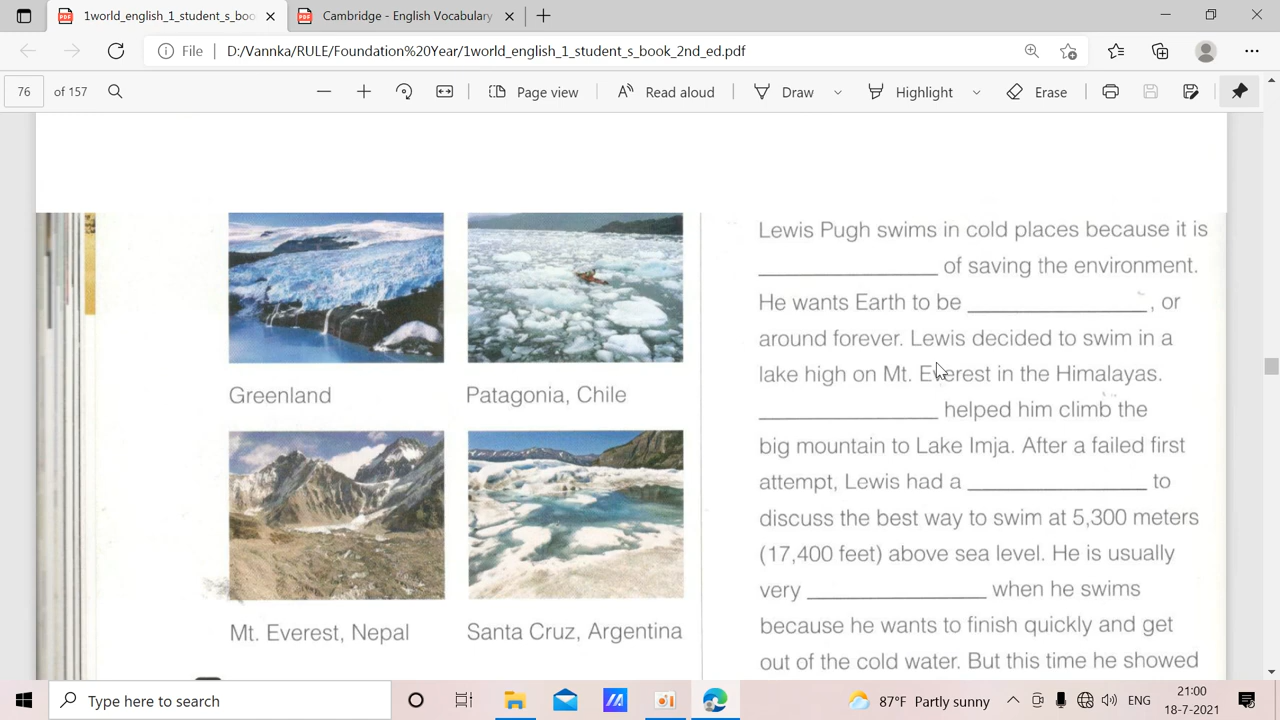 1world_english_1_student_s_boo
Cambridge - English Vocabulary
File
D:/Vannka/RULE/Foundation%20Year/1world_english_1_student_s_book_2nd_ed.pdf
76 of 157
Page view
Read aloud
Draw
Highlight
Erase
Greenland
Patagonia, Chile
Mt. Everest, Nepal
Santa Cruz, Argentina
Lewis Pugh swims in cold places because it is
_______________ of saving the environment.
He wants Earth to be _______________, or
around forever. Lewis decided to swim in a
lake high on Mt. Everest in the Himalayas.
_______________ helped him climb the
big mountain to Lake Imja. After a failed first
attempt, Lewis had a _______________ to
discuss the best way to swim at 5,300 meters
(17,400 feet) above sea level. He is usually
very _______________ when he swims
because he wants to finish quickly and get
out of the cold water. But this time he showed
Type here to search
87°F Partly sunny
ENG
21:00
18-7-2021